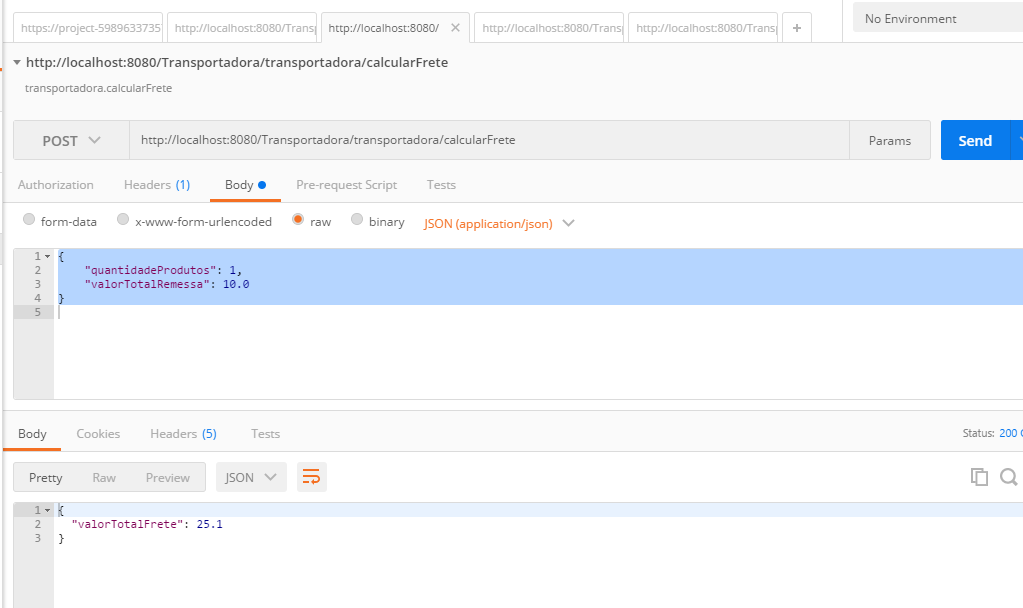 https://project-5989633735
http://localhost:8080/Transp
http://localhost:8080/
http://localhost:8080/Transp
http://localhost:8080/Transp
+
No Environment
http://localhost:8080/Transportadora/transportadora/calcularFrete
transportadora.calcularFrete
POST
http://localhost:8080/Transportadora/transportadora/calcularFrete
Params
Send
Authorization
Headers (1)
Body
Pre-request Script
Tests
form-data
x-www-form-urlencoded
raw
binary
JSON (application/json)
1 {
2 "quantidadeProdutos": 1,
3 "valorTotalRemessa": 10.0
4 }
5
Body
Cookies
Headers (5)
Tests
Status: 200
Pretty
Raw
Preview
JSON
1 {
2 "valorTotalFrete": 25.1
3 }